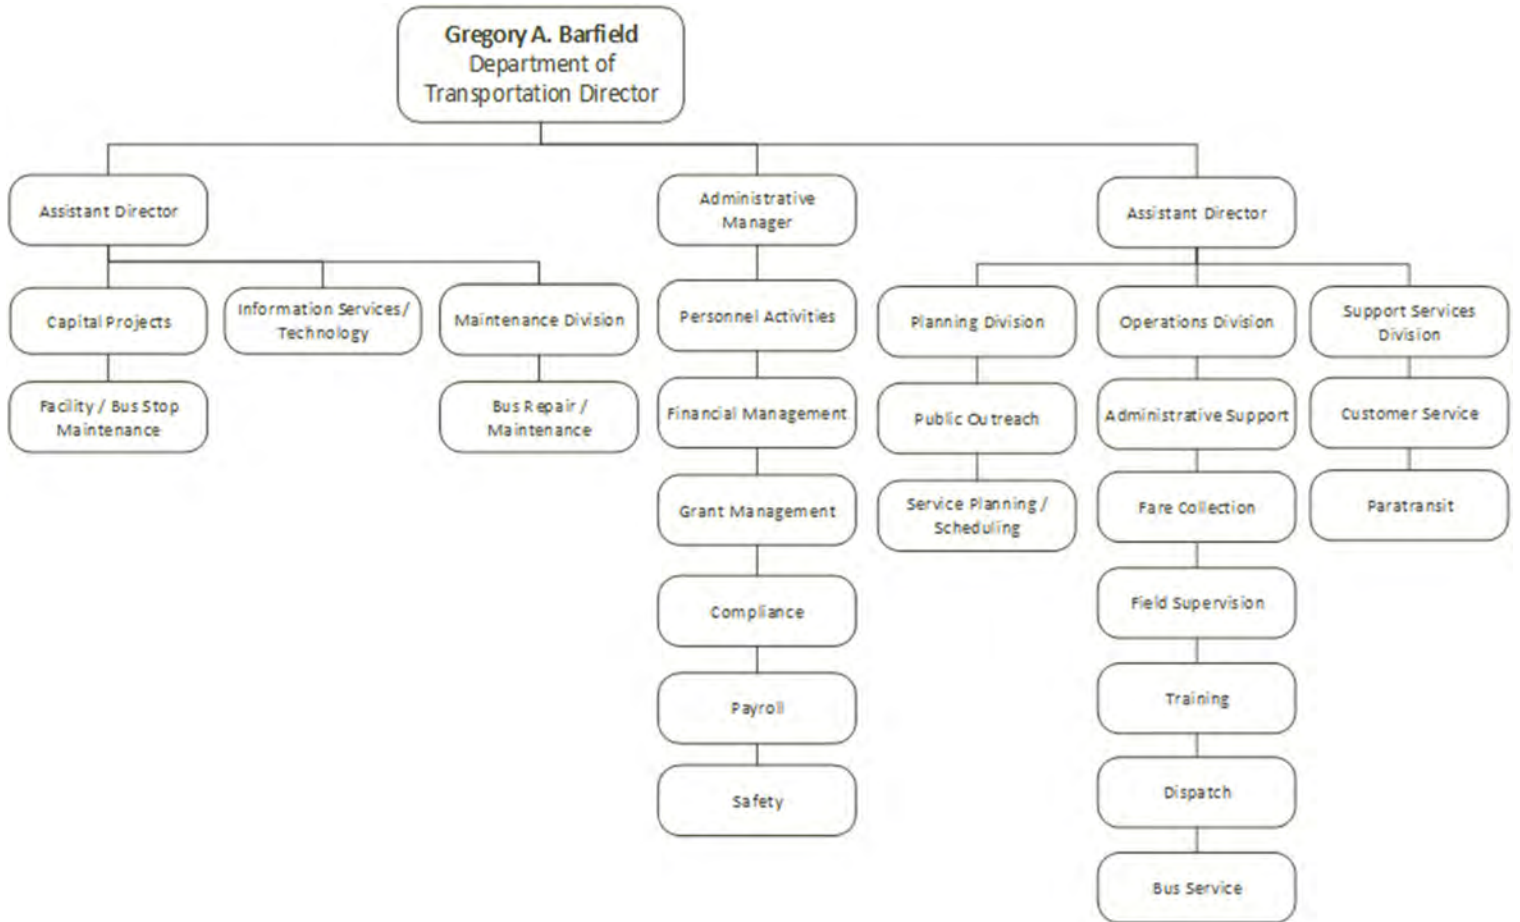 Gregory A. Barfield
Department of
Transportation Director
Assistant Director
Administrative
Manager
Assistant Director
Capital Projects
Information Services/
Technology
Maintenance Division
Personnel Activities
Planning Division
Operations Division
Support Services
Division
Facility / Bus Stop
Maintenance
Bus Repair /
Maintenance
Financial Management
Public Outreach
Administrative Support
Customer Service
Grant Management
Service Planning /
Scheduling
Fare Collection
Paratransit
Compliance
Field Supervision
Payroll
Training
Safety
Dispatch
Bus Service